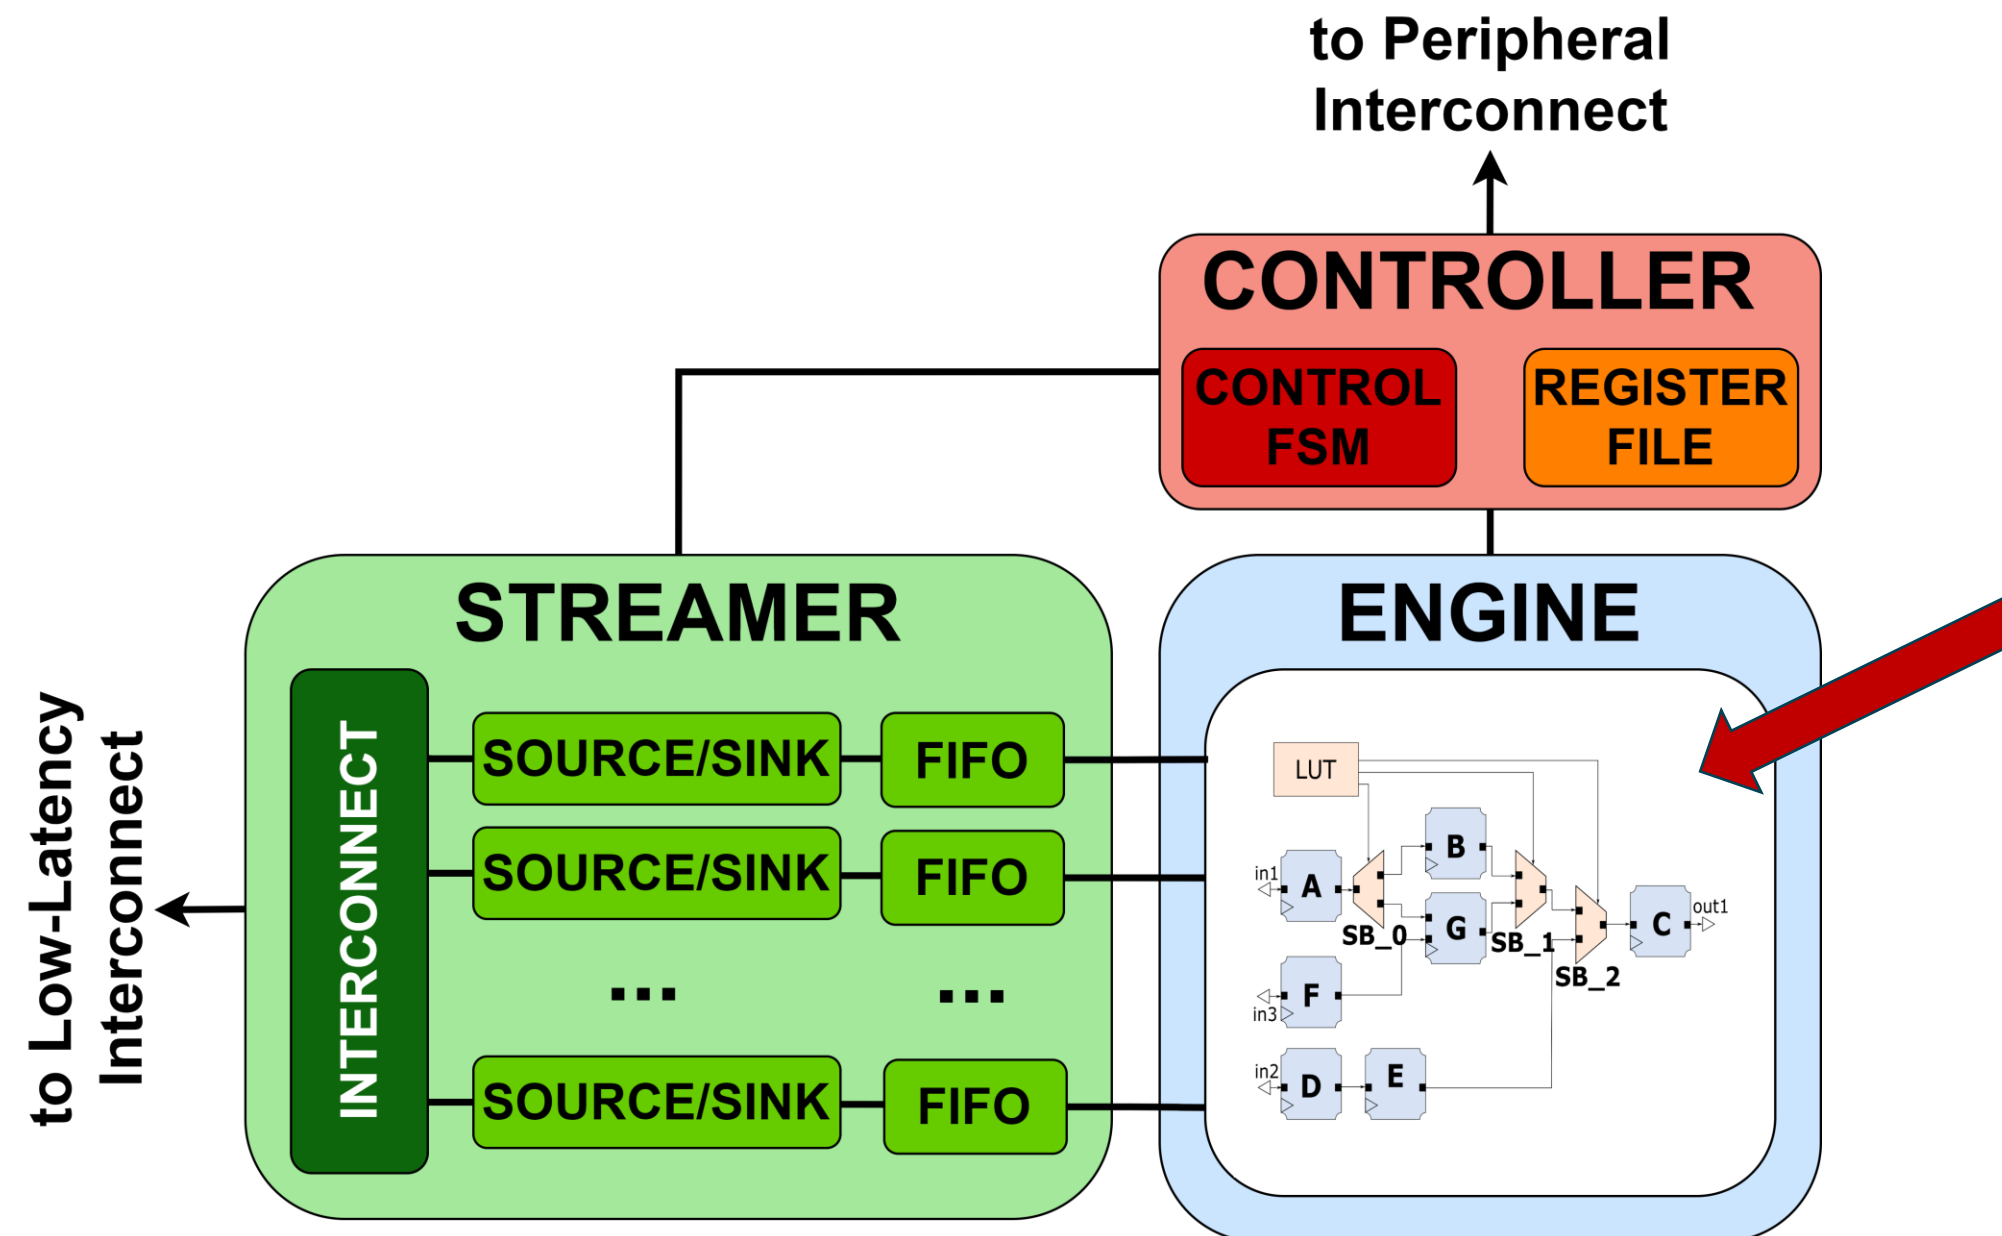 to Peripheral
Interconnect
CONTROLLER
CONTROL
FSM
REGISTER
FILE
STREAMER
ENGINE
to Low-Latency
Interconnect
INTERCONNECT
SOURCE/SINK
FIFO
SOURCE/SINK
FIFO
...
...
SOURCE/SINK
FIFO
LUT
in1
A
SB_0
B
G
SB_1
SB_2
C
out1
F
in3
in2
D
E